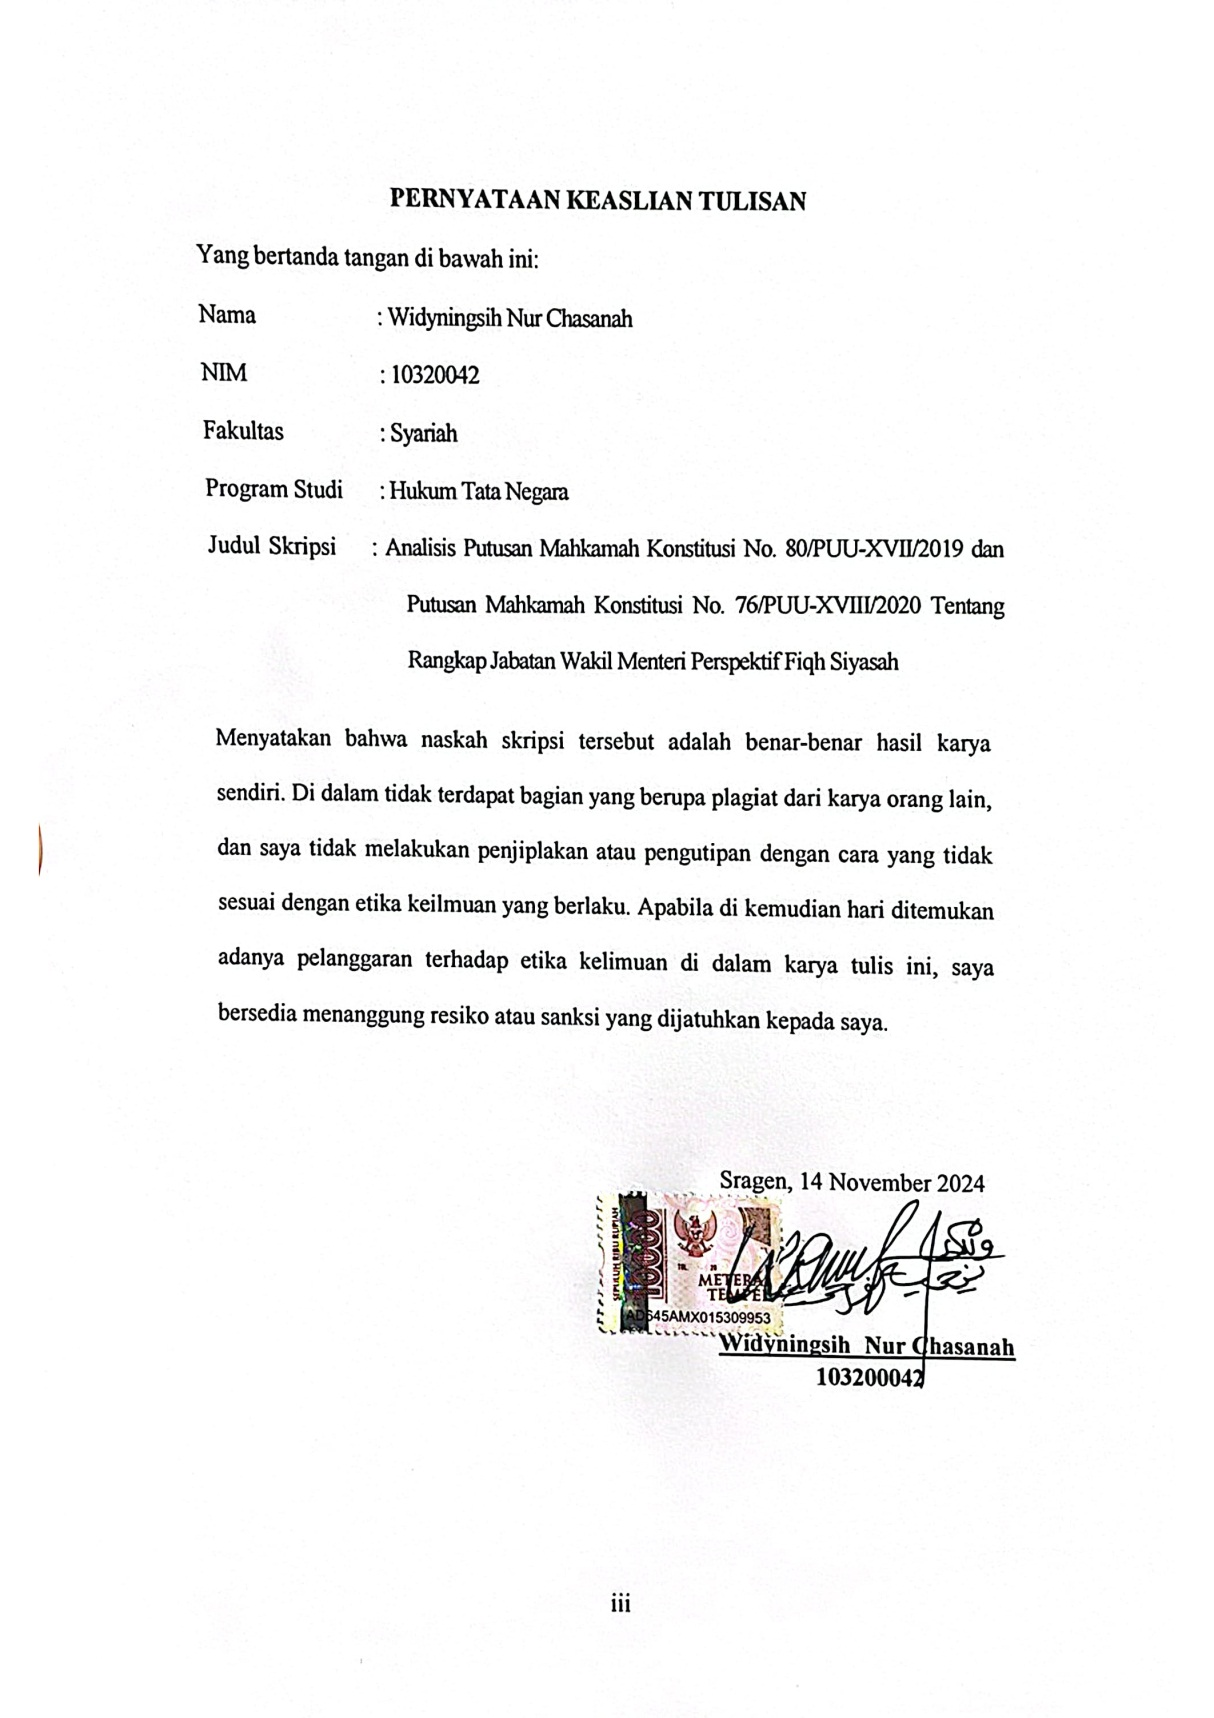 PERNYATAAN KEASLIAN TULISAN
Yang bertanda tangan di bawah ini:
Nama : Widyningsih Nur Chasanah
NIM : 10320042
Fakultas : Syariah
Program Studi : Hukum Tata Negara
Judul Skripsi : Analisis Putusan Mahkamah Konstitusi No. 80/PUU-XVII/2019 dan
Putusan Mahkamah Konstitusi No. 76/PUU-XVIII/2020 Tentang
Rangkap Jabatan Wakil Menteri Perspektif Fiqh Siyasah
Menyatakan bahwa naskah skripsi tersebut adalah benar-benar hasil karya
sendiri. Di dalam tidak terdapat bagian yang berupa plagiat dari karya orang lain,
dan saya tidak melakukan penjiplakan atau pengutipan dengan cara yang tidak
sesuai dengan etika keilmuan yang berlaku. Apabila di kemudian hari ditemukan
adanya pelanggaran terhadap etika kelimuan di dalam karya tulis ini, saya
bersedia menanggung resiko atau sanksi yang dijatuhkan kepada saya.
Sragen, 14 November 2024
SEPULUH RIBU RUPIAH
10000
METERAI
TEMPEL
AD645AMX015309953
Widyningsih Nur Chasanah
103200042
iii